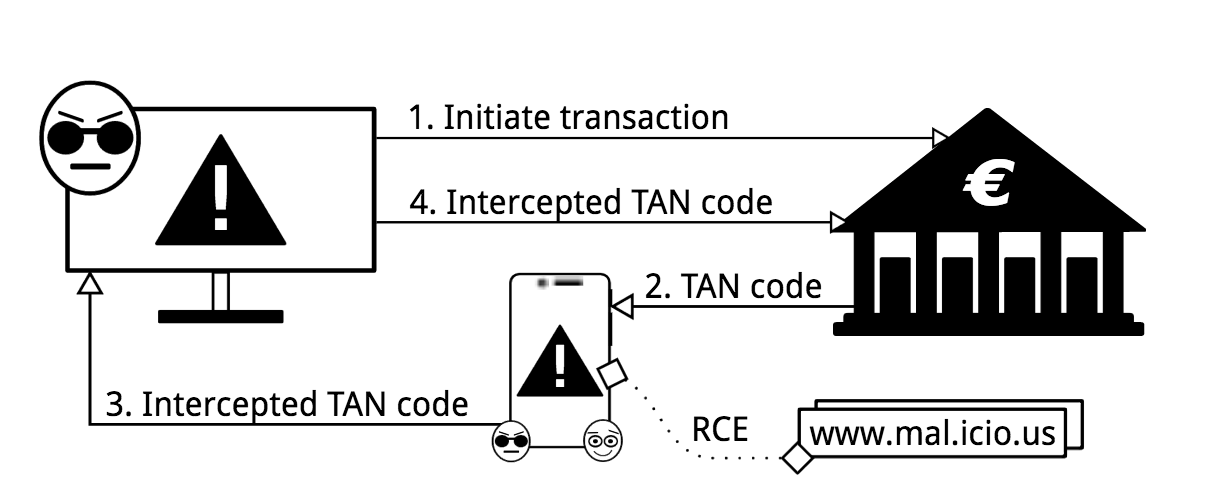 1. Initiate transaction
4. Intercepted TAN code
€
2. TAN code
3. Intercepted TAN code
RCE
www.mal.icio.us